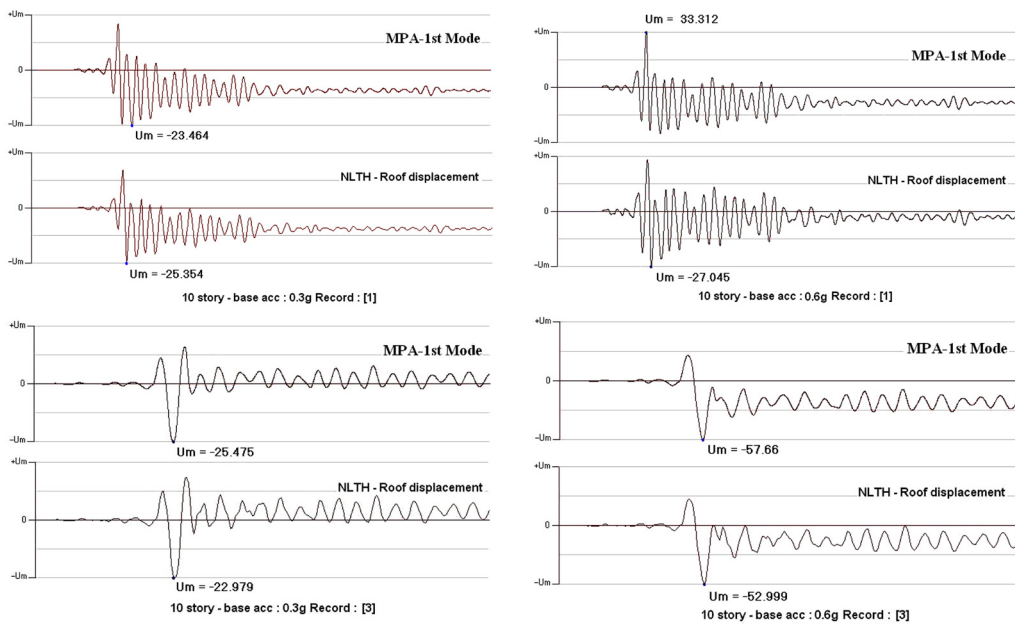 +Um
MPA-1st Mode
0
-Um
Um = -23.464
+Um
NLTH - Roof displacement
0
-Um
Um = -25.354
10 story - base acc : 0.3g Record : [1]
Um = 33.312
+Um
MPA-1st Mode
0
-Um
+Um
NLTH - Roof displacement
0
-Um
Um = -27.045
10 story - base acc : 0.6g Record : [1]
+Um
MPA-1st Mode
0
-Um
Um = -25.475
+Um
NLTH - Roof displacement
0
-Um
Um = -22.979
10 story - base acc : 0.3g Record : [3]
+Um
MPA-1st Mode
0
-Um
-57.66
+Um
NLTH - Roof displacement
0
-Um
Um = -52.999
10 story - base acc : 0.6g Record : [3]